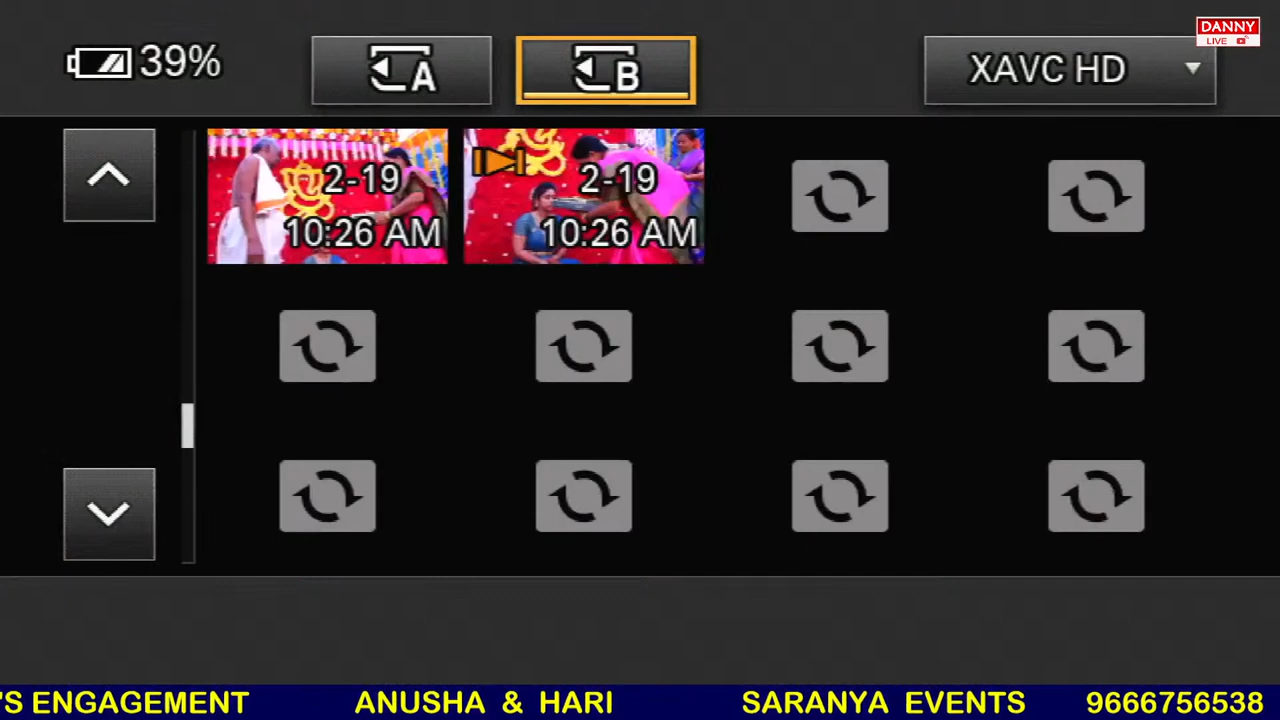 DANNY
LIVE
39%
A
B
XAVC HD
2-19
10:26 AM
2-19
10:26 AM
'S ENGAGEMENT ANUSHA & HARI SARANYA EVENTS 9666756538